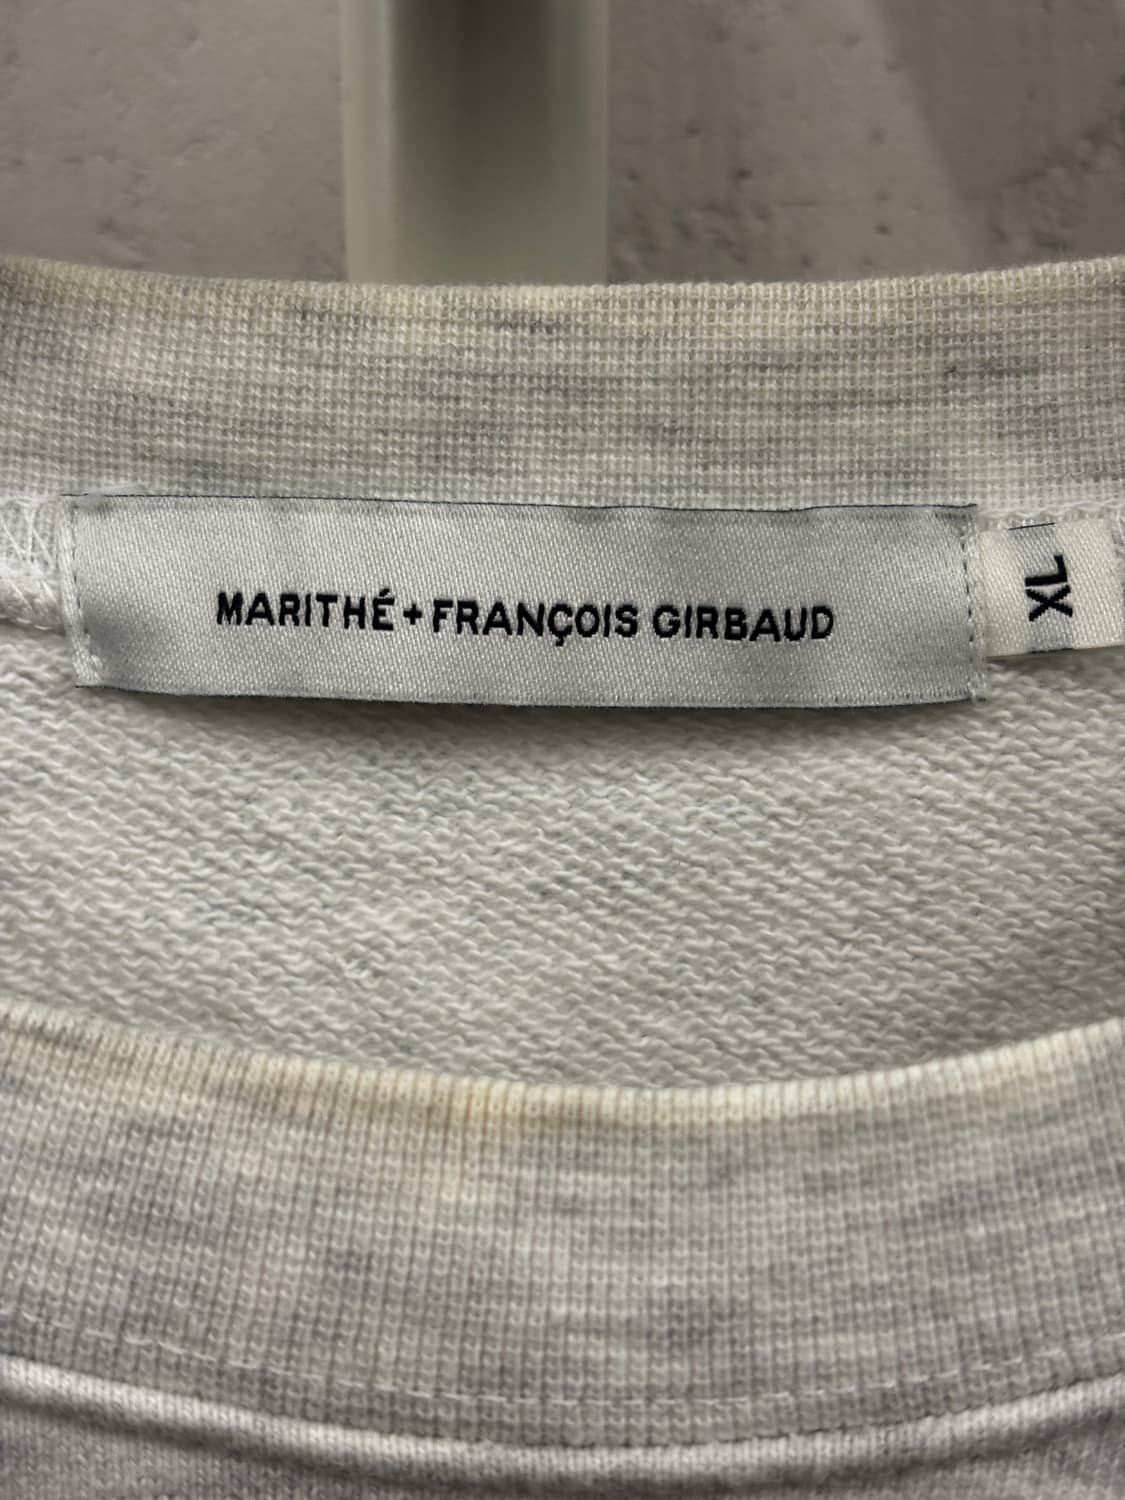 MARITHÉ + FRANÇOIS GIRBAUD
XL